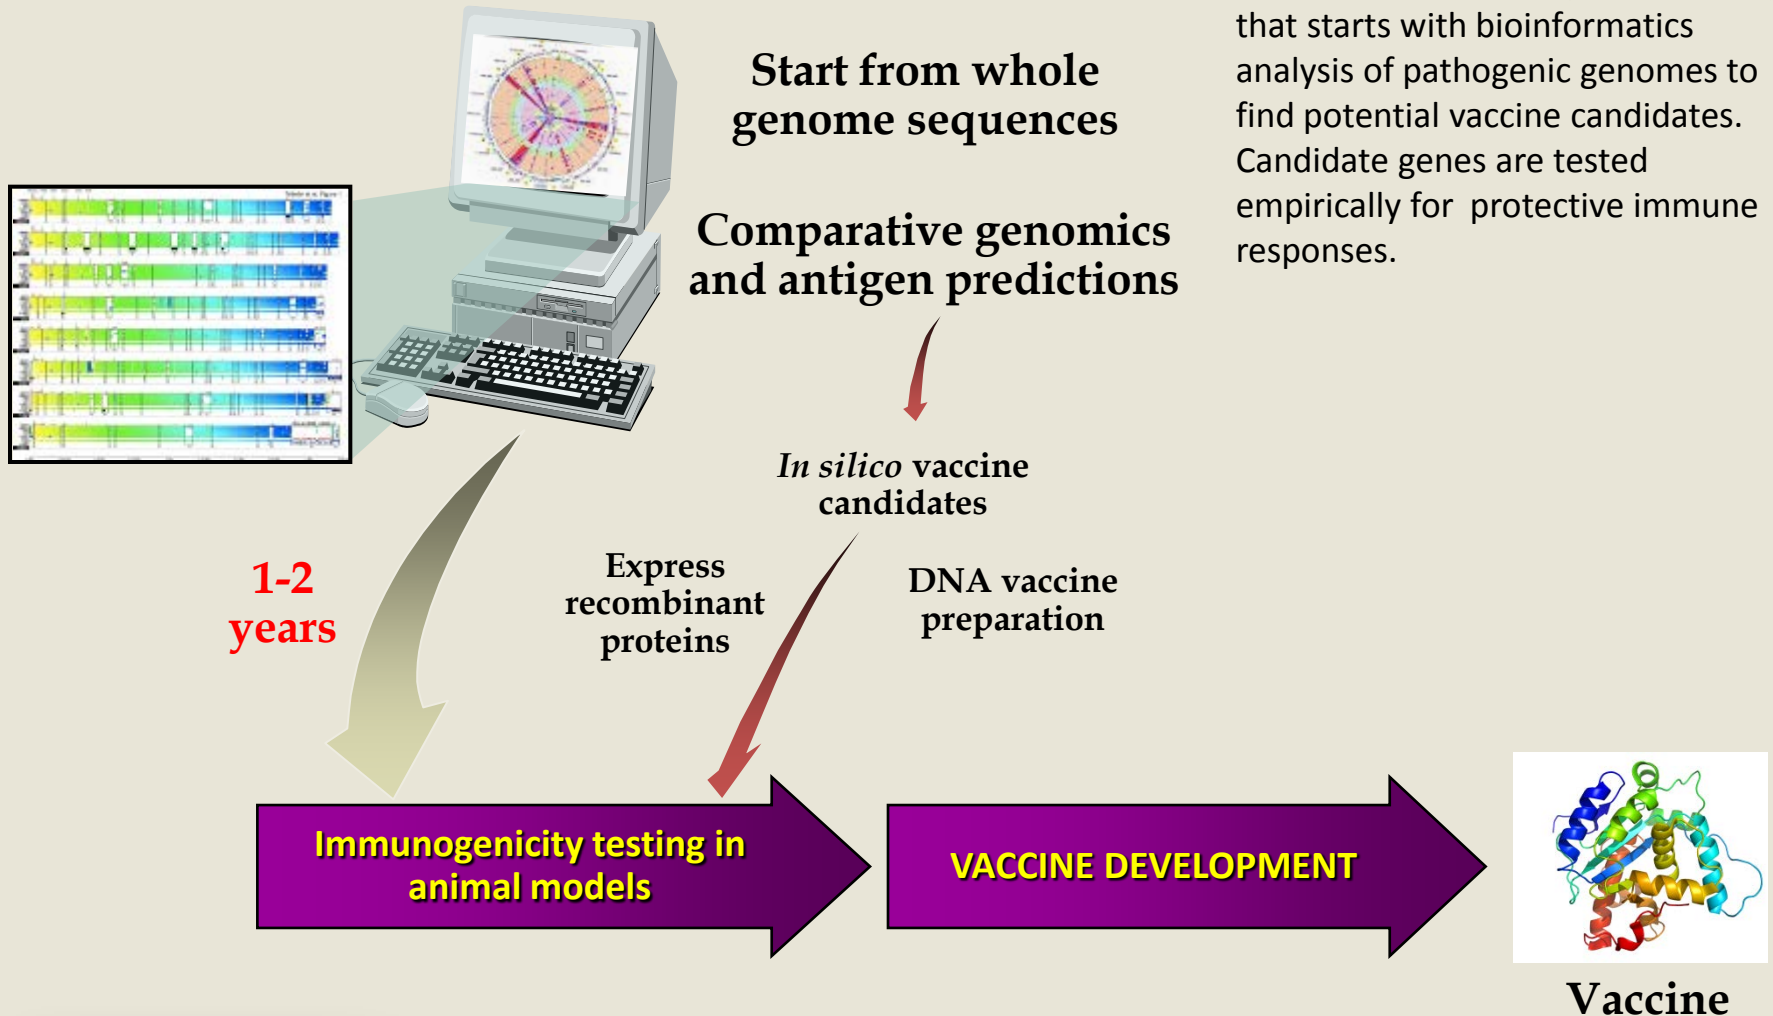 that starts with bioinformatics
analysis of pathogenic genomes to
find potential vaccine candidates.
Candidate genes are tested
empirically for  protective immune
responses.
Start from whole
genome sequences
Comparative genomics
and antigen predictions
In silico vaccine
candidates
1-2
years
Express
recombinant
proteins
DNA vaccine
preparation
Immunogenicity testing in
animal models
VACCINE DEVELOPMENT
Vaccine